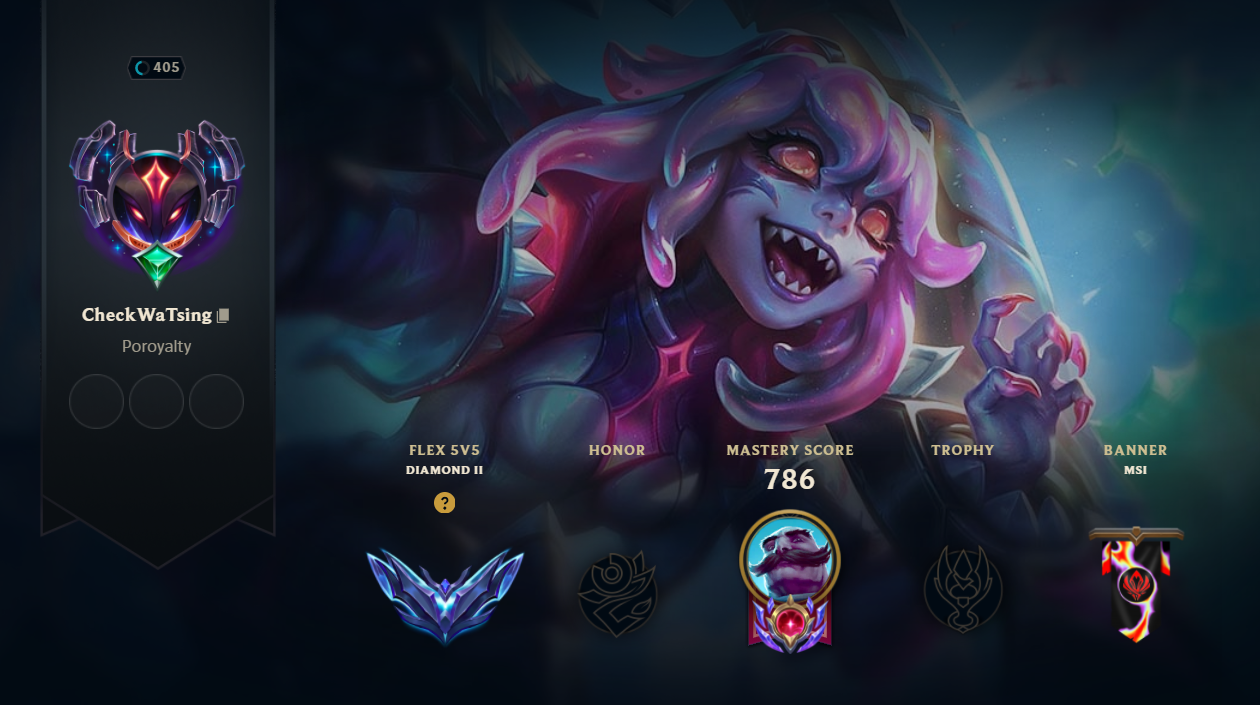 405
CheckWaTsing
Poroyalty
FLEX 5V5
DIAMOND II
?
HONOR
MASTERY SCORE
786
TROPHY
BANNER
MSI